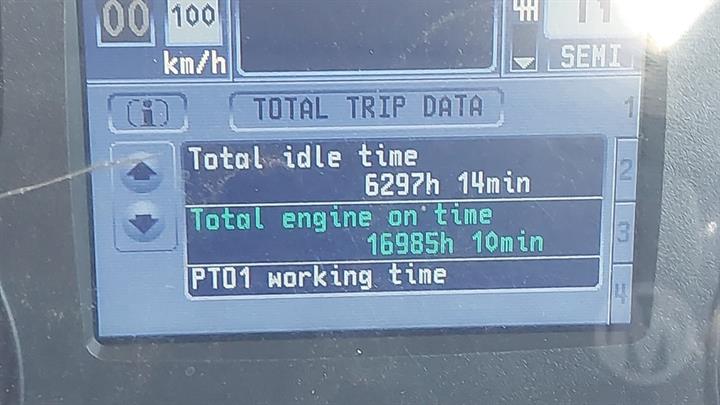 00 100
km/h
SEMI
i TOTAL TRIP DATA 1
Total idle time
6297h 14min
2
Total engine on time
16985h 10min
3
PTO1 working time
4